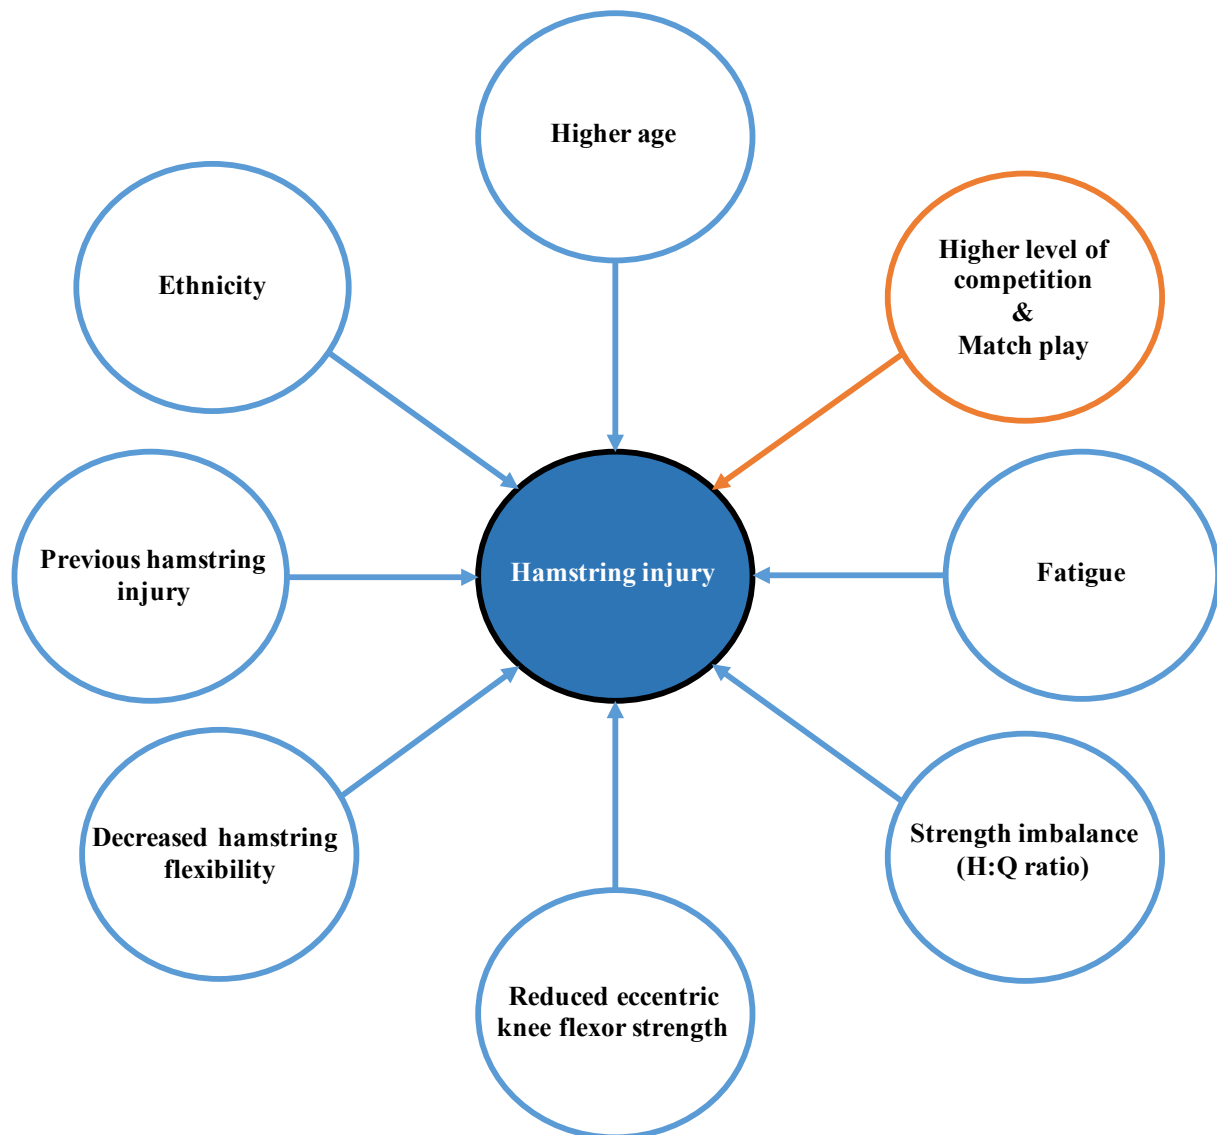 Higher age
Higher level of
competition
&
Match play
Ethnicity
Previous hamstring
injury
Hamstring injury
Fatigue
Decreased hamstring
flexibility
Strength imbalance
(H:Q ratio)
Reduced eccentric
knee flexor strength